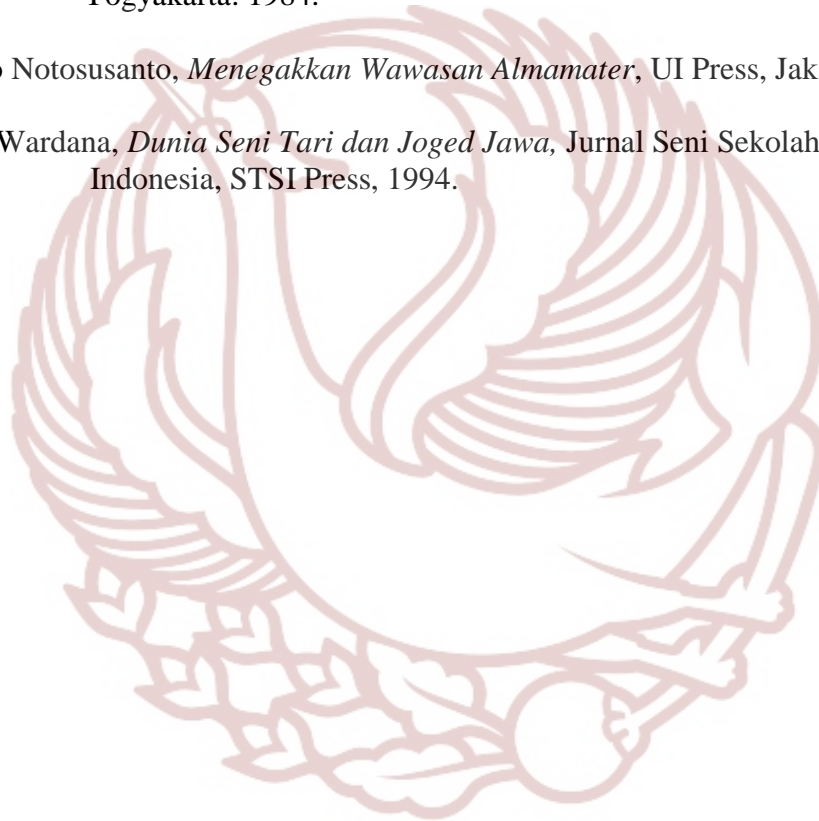 Yogyakarta. 1984.
Notosusanto, Menegakkan Wawasan Almamater, UI Press, Jak
Wardana, Dunia Seni Tari dan Joged Jawa, Jurnal Seni Sekolah
Indonesia, STSI Press, 1994.